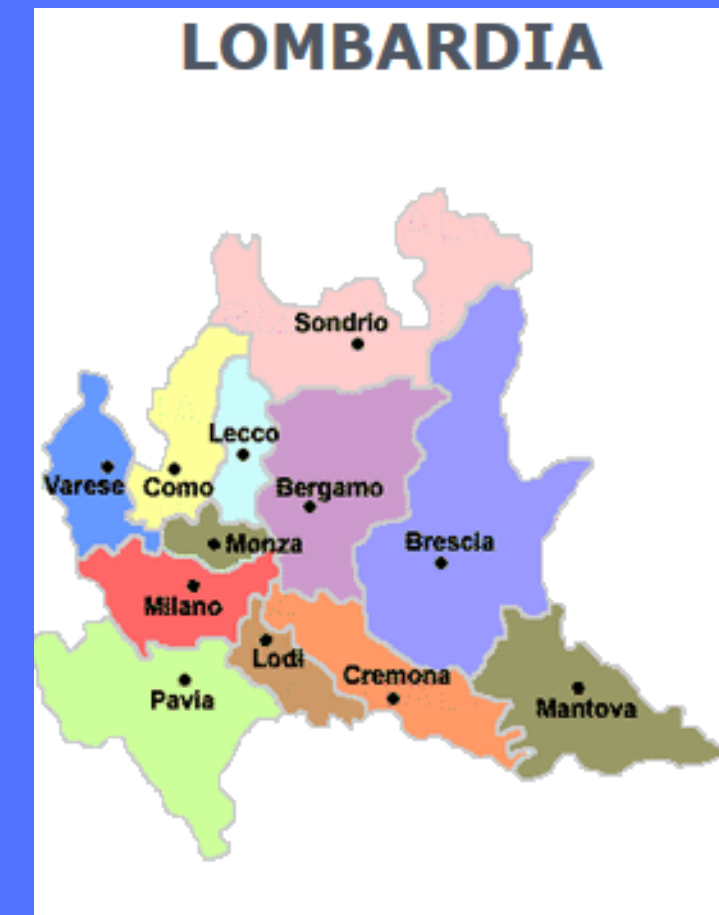 LOMBARDIA
Sondrio
Lecco
Varese
Como
Bergamo
Monza
Brescia
Milano
Lodi
Cremona
Pavia
Mantova